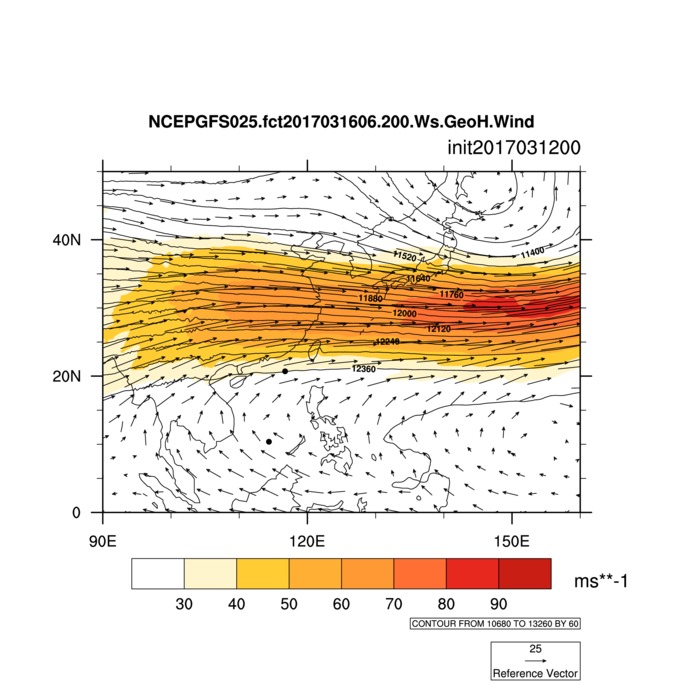 NCEPGFS025.fct2017031606.200.Ws.GeoH.Wind
init2017031200
40N
20N
0
11520
11400
11640
11880
11760
12000
12120
12240
12360
90E
120E
150E
ms**-1
30 40 50 60 70 80 90
CONTOUR FROM 10680 TO 13260 BY 60
25
Reference Vector